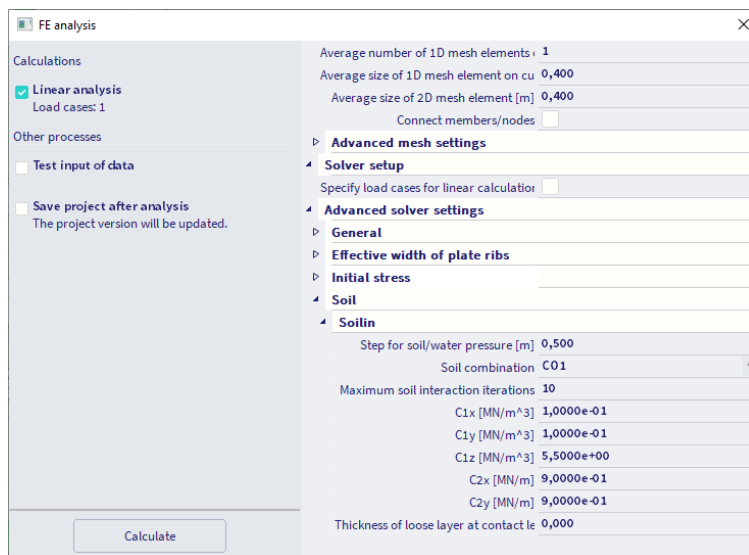 FE analysis
Calculations
Linear analysis
Load cases: 1
Other processes
Test input of data
Save project after analysis
The project version will be updated.
Calculate
Average number of 1D mesh elements 1
Average size of 1D mesh element on cu 0,400
Average size of 2D mesh element [m] 0,400
Connect members/nodes
Advanced mesh settings
Solver setup
Specify load cases for linear calculation
Advanced solver settings
General
Effective width of plate ribs
Initial stress
Soil
Soilin
Step for soil/water pressure [m] 0,500
Soil combination CO1
Maximum soil interaction iterations 10
C1x [MN/m^3] 1,0000e-01
C1y [MN/m^3] 1,0000e-01
C1z [MN/m^3] 5,5000e+00
C2x [MN/m] 9,0000e-01
C2y [MN/m] 9,0000e-01
Thickness of loose layer at contact le 0,000